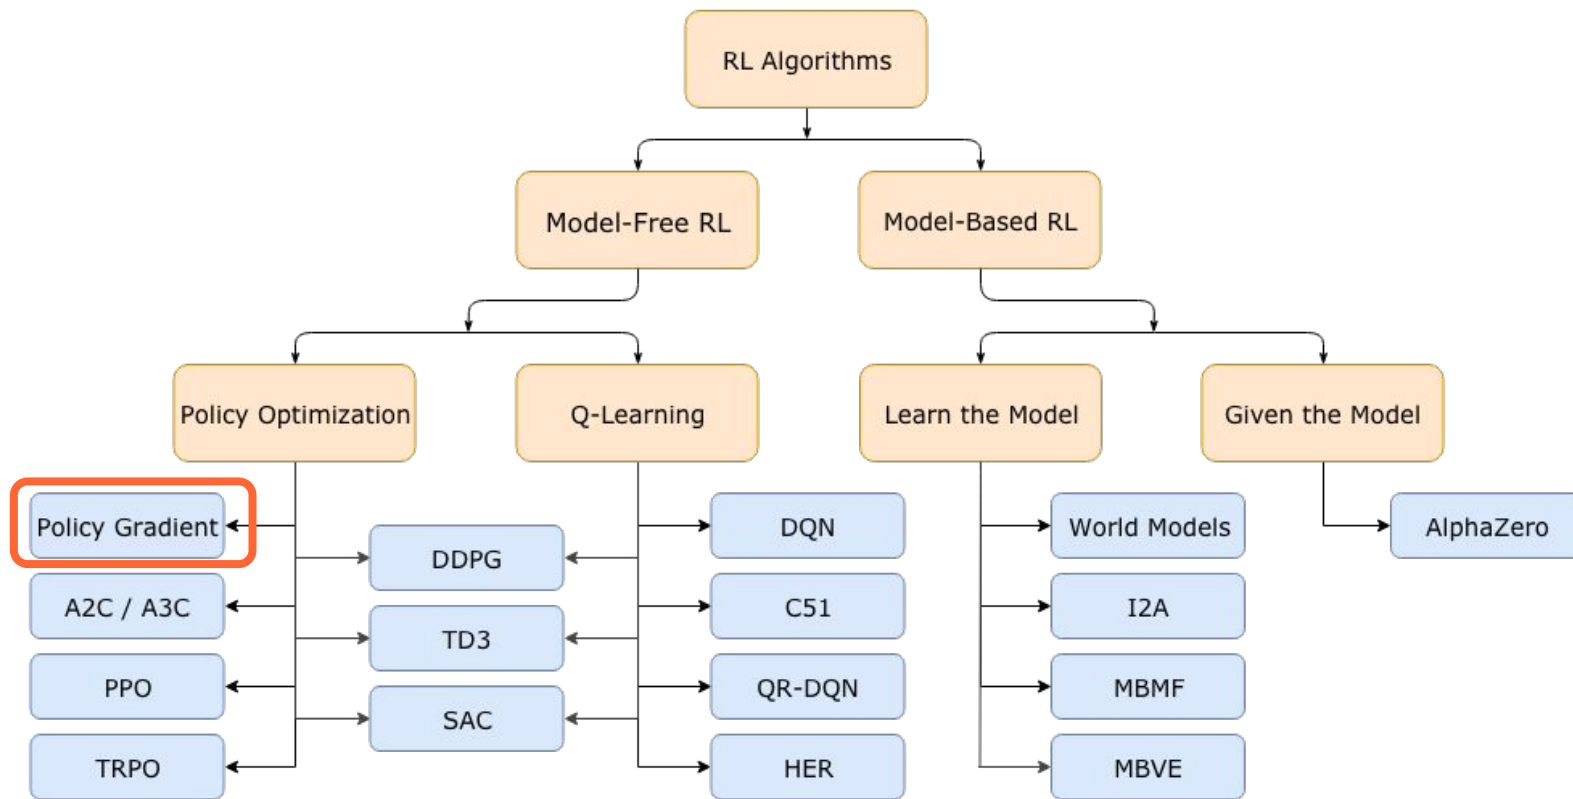 RL Algorithms
Model-Free RL
Model-Based RL
Policy Optimization
Q-Learning
Learn the Model
Given the Model
Policy Gradient
DDPG
DQN
World Models
AlphaZero
A2C / A3C
TD3
C51
I2A
PPO
SAC
QR-DQN
MBMF
TRPO
HER
MBVE